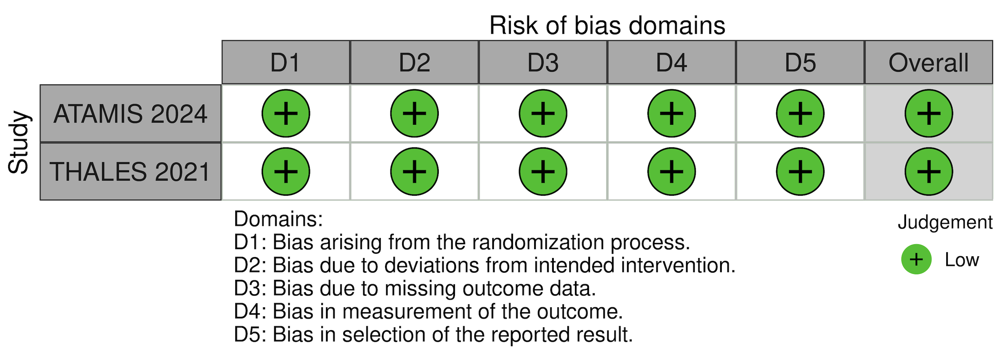 Risk of bias domains
D1 D2 D3 D4 D5 Overall
Study
ATAMIS 2024 + + + + + +
THALES 2021 + + + + + +
Domains:
D1: Bias arising from the randomization process.
D2: Bias due to deviations from intended intervention.
D3: Bias due to missing outcome data.
D4: Bias in measurement of the outcome.
D5: Bias in selection of the reported result.
Judgement
+ Low